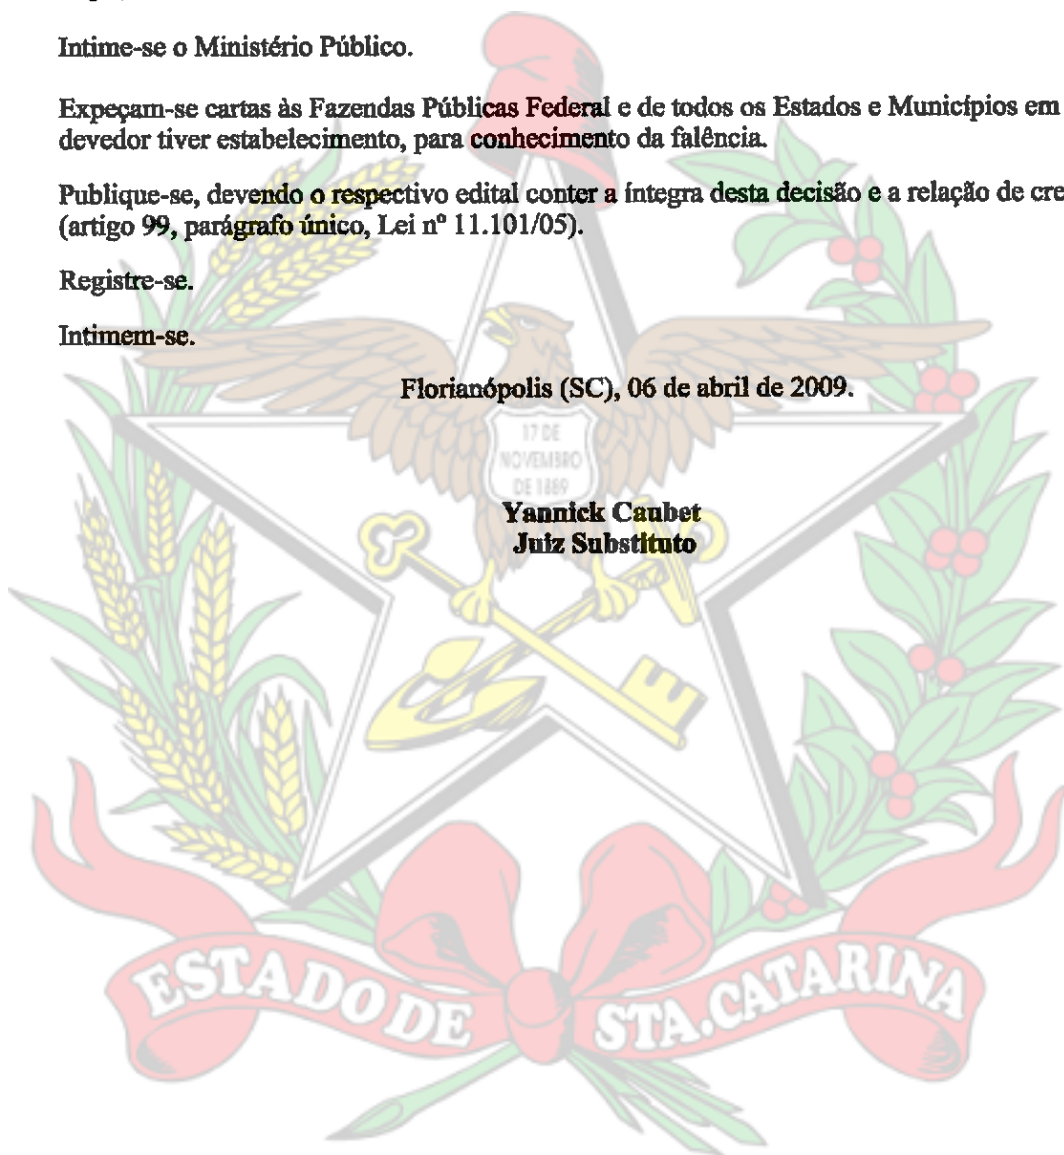 Intime-se o Ministério Público.
Expeçam-se cartas às Fazendas Públicas Federal e de todos os Estados e Municípios em
devedor tiver estabelecimento, para conhecimento da falência.
Publique-se, devendo o respectivo edital conter a íntegra desta decisão e a relação de cre
(artigo 99, parágrafo único, Lei nº 11.101/05).
Registre-se.
Intimem-se.
Florianópolis (SC), 06 de abril de 2009.
17 DE
NOVEMBRO
DE 1889
Yannick Caubet
Juiz Substituto
ESTADO DE STA.CATARINA